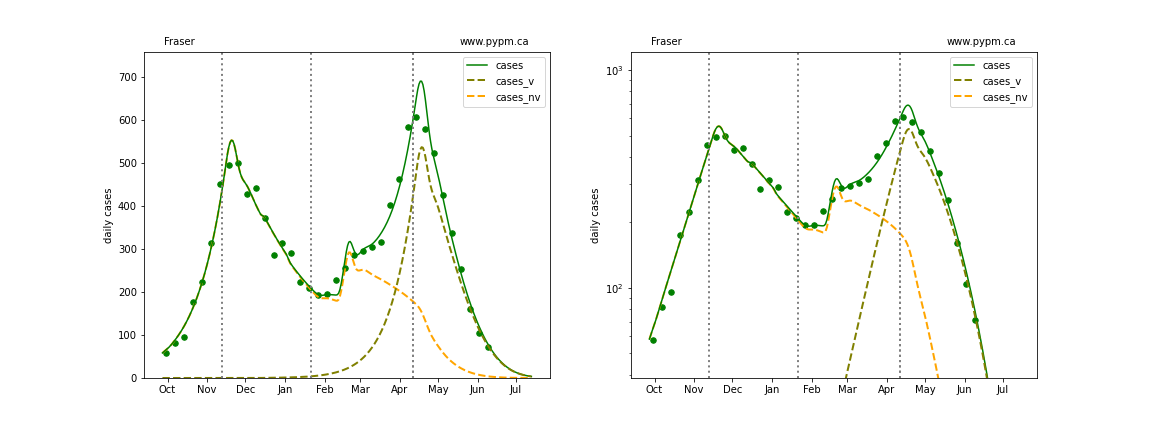 Fraser www.pypm.ca
cases
cases_v
cases_nv
daily cases
700
600
500
400
300
200
100
0
Oct Nov Dec Jan Feb Mar Apr May Jun Jul
Fraser www.pypm.ca
cases
cases_v
cases_nv
daily cases
10³
10²
Oct Nov Dec Jan Feb Mar Apr May Jun Jul